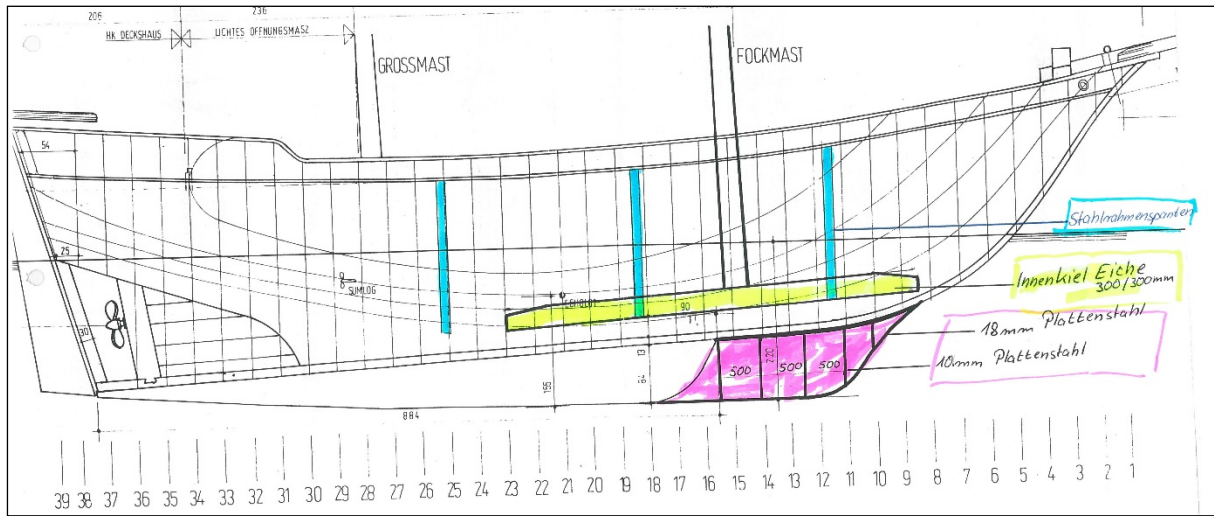 206
236
HK DECKSHAUS
LICHTES ÖFFNUNGSMASZ
GROSSMAST
FOCKMAST
54
Stahlrahmenspanten
25
SUMLOG
Innenkiel Eiche
300/300mm
90
30
18mm Plattenstahl
10mm Plattenstahl
13
220
500
500
500
64
884
39 38 37 36 35 34 33 32 31 30 29 28 27 26 25 24 23 22 21 20 19 18 17 16 15 14 13 12 11 10 9 8 7 6 5 4 3 2 1